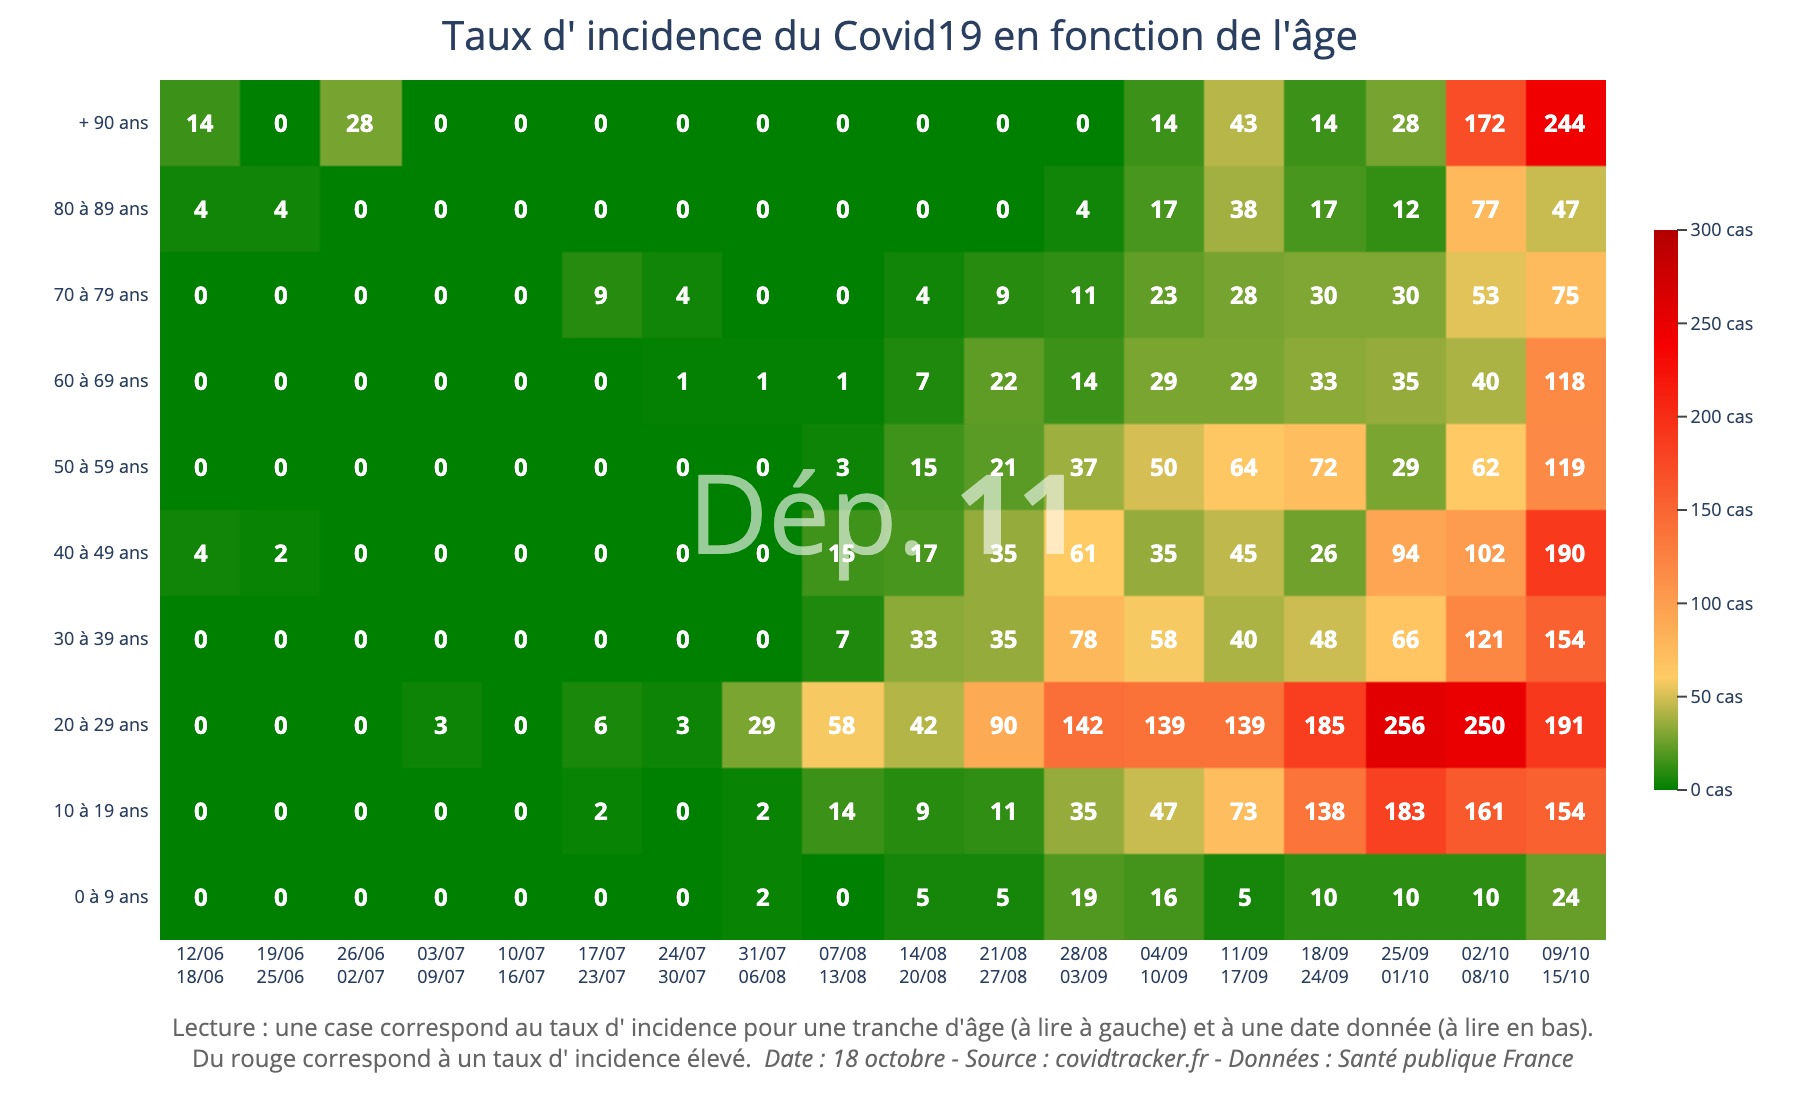 Taux d' incidence du Covid19 en fonction de l'âge
+ 90 ans 14 0 28 0 0 0 0 0 0 0 0 0 14 43 14 28 172 244
80 à 89 ans 4 4 0 0 0 0 0 0 0 0 0 4 17 38 17 12 77 47
70 à 79 ans 0 0 0 0 0 9 4 0 0 4 9 11 23 28 30 30 53 75
60 à 69 ans 0 0 0 0 0 0 1 1 1 7 22 14 29 29 33 35 40 118
50 à 59 ans 0 0 0 0 0 0 0 0 3 15 21 37 50 64 72 29 62 119
Dép. 11
40 à 49 ans 4 2 0 0 0 0 0 0 15 17 35 61 35 45 26 94 102 190
30 à 39 ans 0 0 0 0 0 0 0 0 7 33 35 78 58 40 48 66 121 154
20 à 29 ans 0 0 0 3 0 6 3 29 58 42 90 142 139 139 185 256 250 191
10 à 19 ans 0 0 0 0 0 2 0 2 14 9 11 35 47 73 138 183 161 154
0 à 9 ans 0 0 0 0 0 0 0 2 0 5 5 19 16 5 10 10 10 24
12/06 19/06 26/06 03/07 10/07 17/07 24/07 31/07 07/08 14/08 21/08 28/08 04/09 11/09 18/09 25/09 02/10 09/10
18/06 25/06 02/07 09/07 16/07 23/07 30/07 06/08 13/08 20/08 27/08 03/09 10/09 17/09 24/09 01/10 08/10 15/10
300 cas
250 cas
200 cas
150 cas
100 cas
50 cas
0 cas
Lecture : une case correspond au taux d' incidence pour une tranche d'âge (à lire à gauche) et à une date donnée (à lire en bas).
Du rouge correspond à un taux d' incidence élevé. Date : 18 octobre - Source : covidtracker.fr - Données : Santé publique France